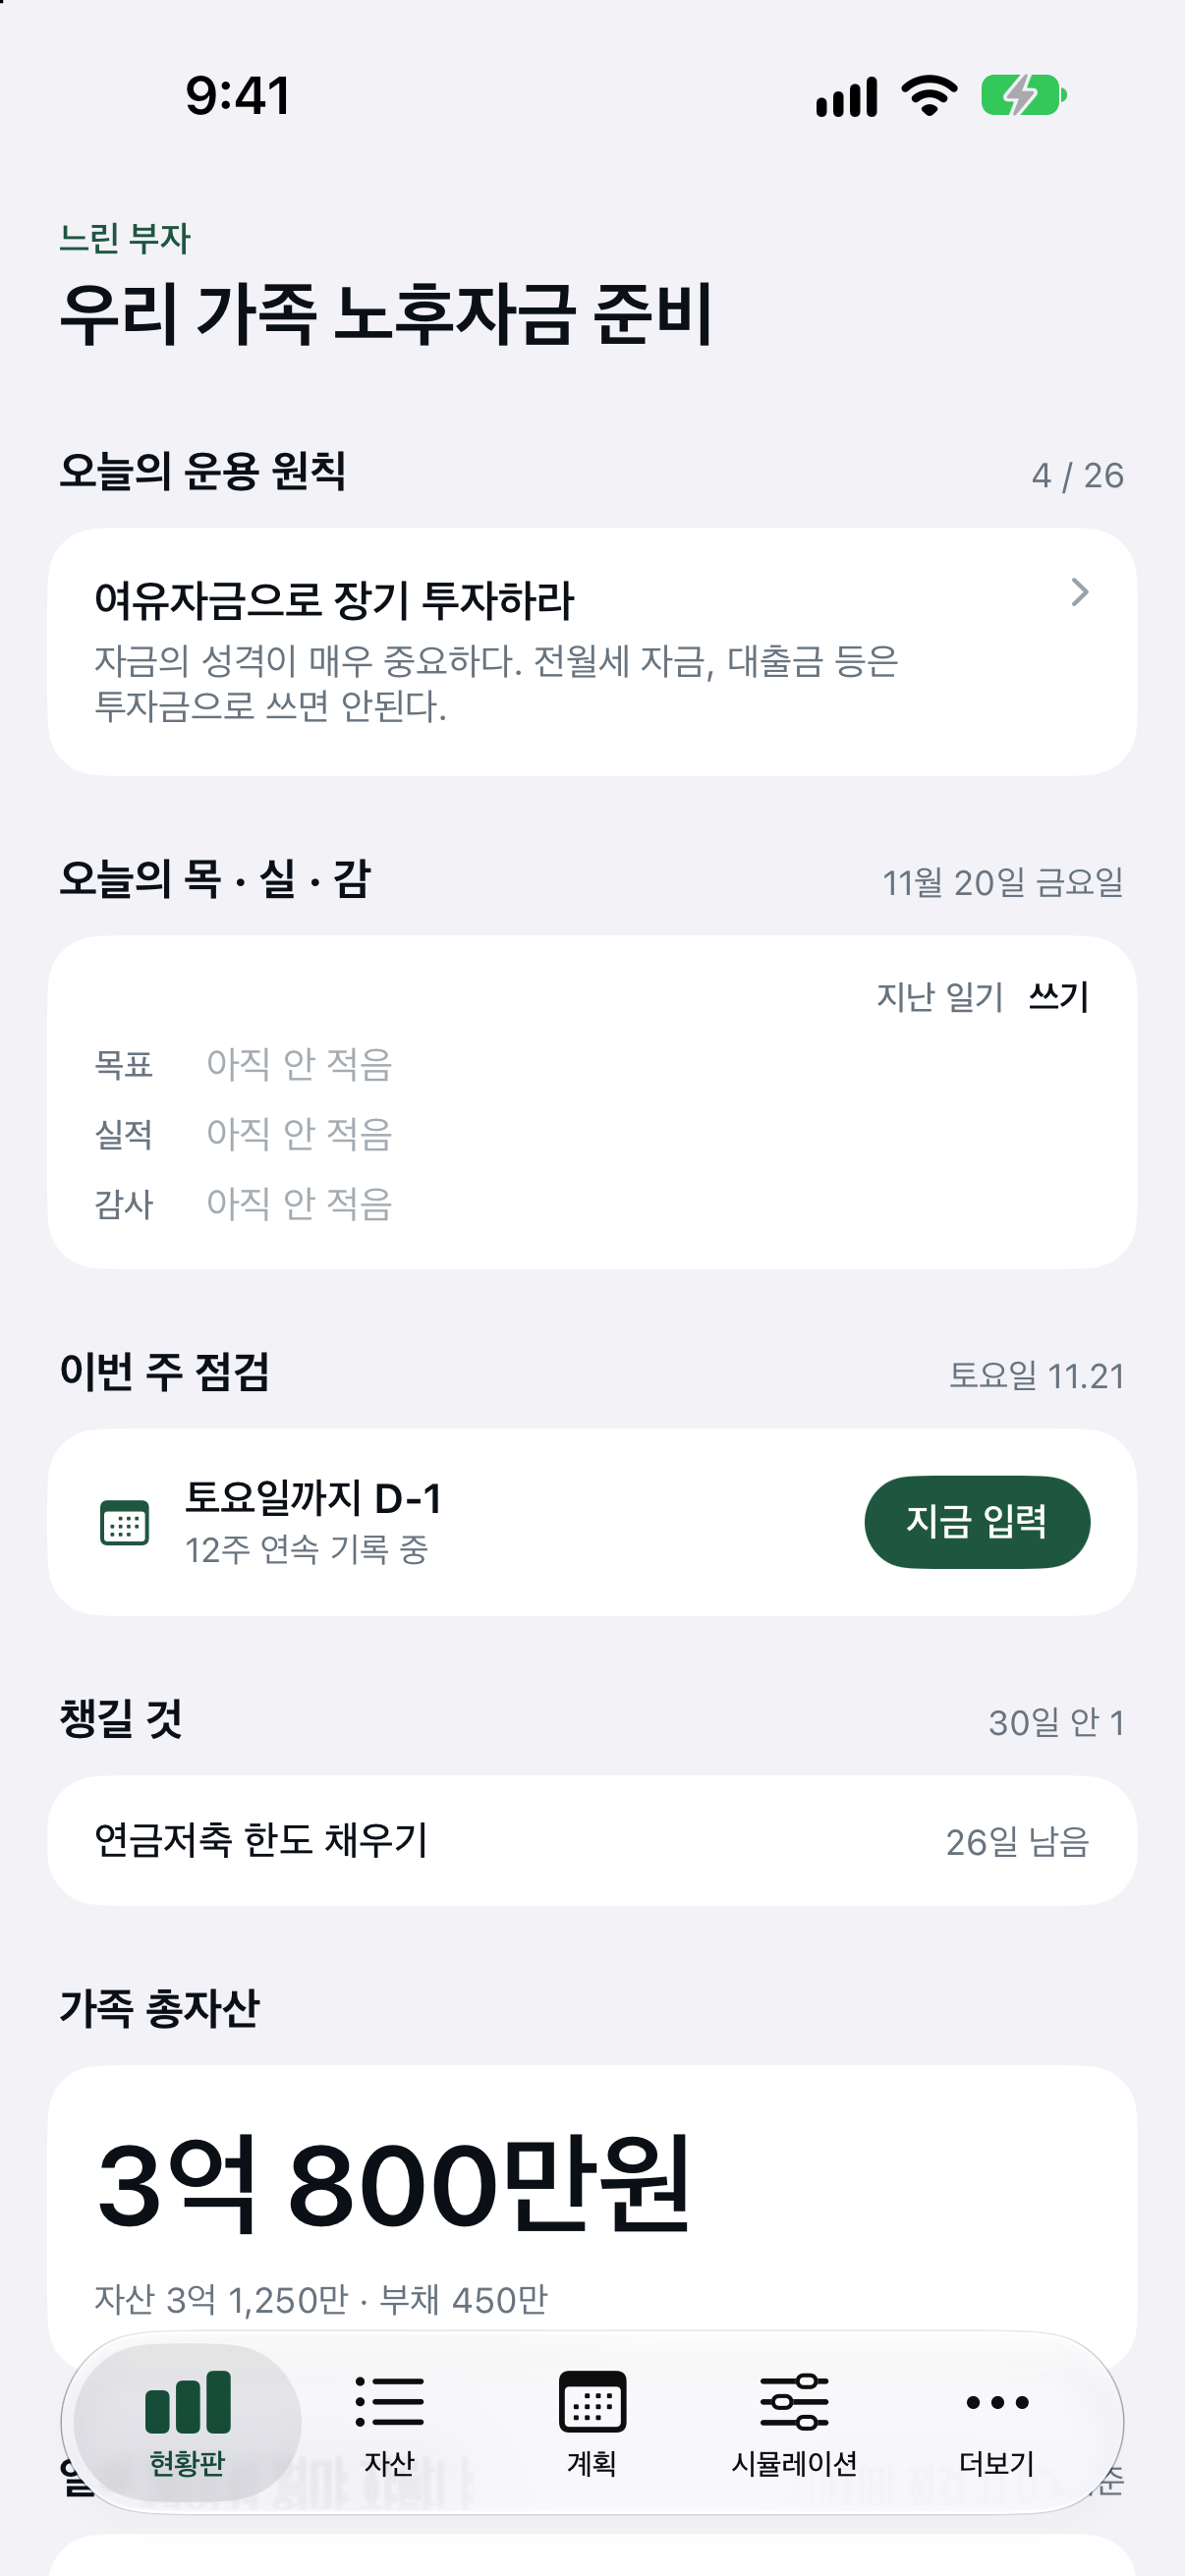 9:41
느린 부자
우리 가족 노후자금 준비
오늘의 운용 원칙
4 / 26
여유자금으로 장기 투자하라
자금의 성격이 매우 중요하다. 전월세 자금, 대출금 등은
투자금으로 쓰면 안된다.
오늘의 목 · 실 · 감
11월 20일 금요일
지난 일기 쓰기
목표 아직 안 적음
실적 아직 안 적음
감사 아직 안 적음
이번 주 점검
토요일 11.21
토요일까지 D-1
12주 연속 기록 중
지금 입력
챙길 것
30일 안 1
연금저축 한도 채우기
26일 남음
가족 총자산
3억 800만원
자산 3억 1,250만 · 부채 450만
현황판 자산 계획 시뮬레이션 더보기